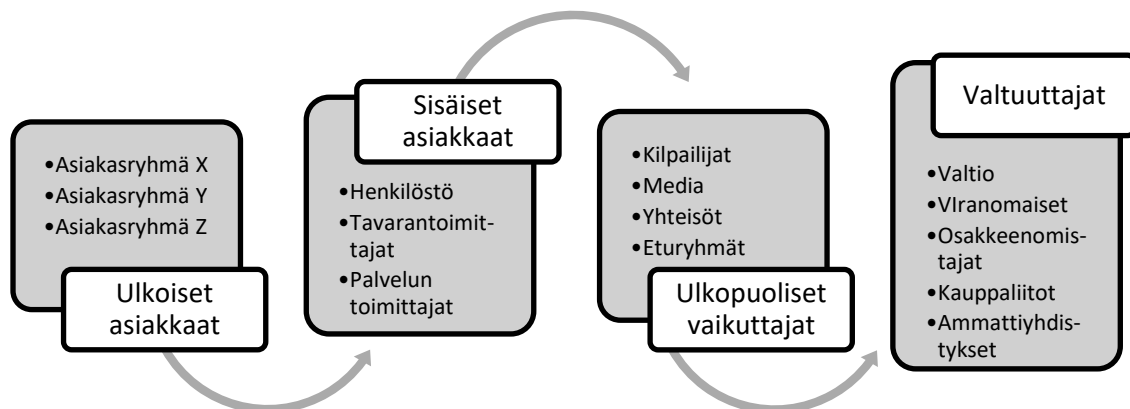 •Asiakasryhmä X
•Asiakasryhmä Y
•Asiakasryhmä Z
Ulkoiset
asiakkaat
Sisäiset
asiakkaat
•Henkilöstö
•Tavarantoimit-
tajat
•Palvelun
toimittajat
•Kilpailijat
•Media
•Yhteisöt
•Eturyhmät
Ulkopuoliset
vaikuttajat
Valtuuttajat
•Valtio
•VIranomaiset
•Osakkeenomis-
tajat
•Kauppaliitot
•Ammattiyhdis-
tykset